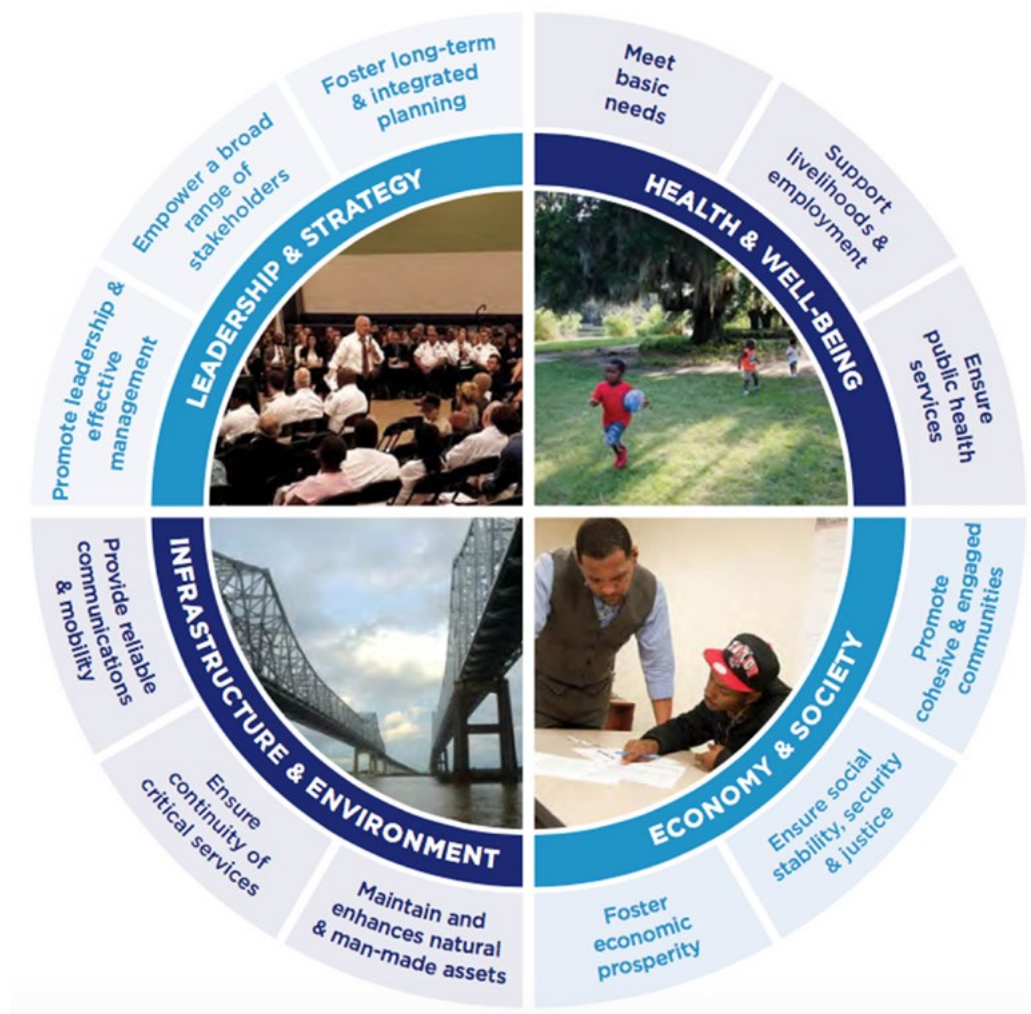 Foster long-term
& integrated
planning
Empower a broad
range of
stakeholders
Promote leadership &
effective
management
LEADERSHIP & STRATEGY
Meet
basic
needs
Support
livelihoods &
employment
Ensure
public health
services
HEALTH & WELL-BEING
Promote
cohesive & engaged
communities
Ensure social
stability, security
& justice
Foster
economic
prosperity
ECONOMY & SOCIETY
Provide reliable
communications
& mobility
Ensure
continuity of
critical services
Maintain and
enhances natural
& man-made assets
INFRASTRUCTURE & ENVIRONMENT